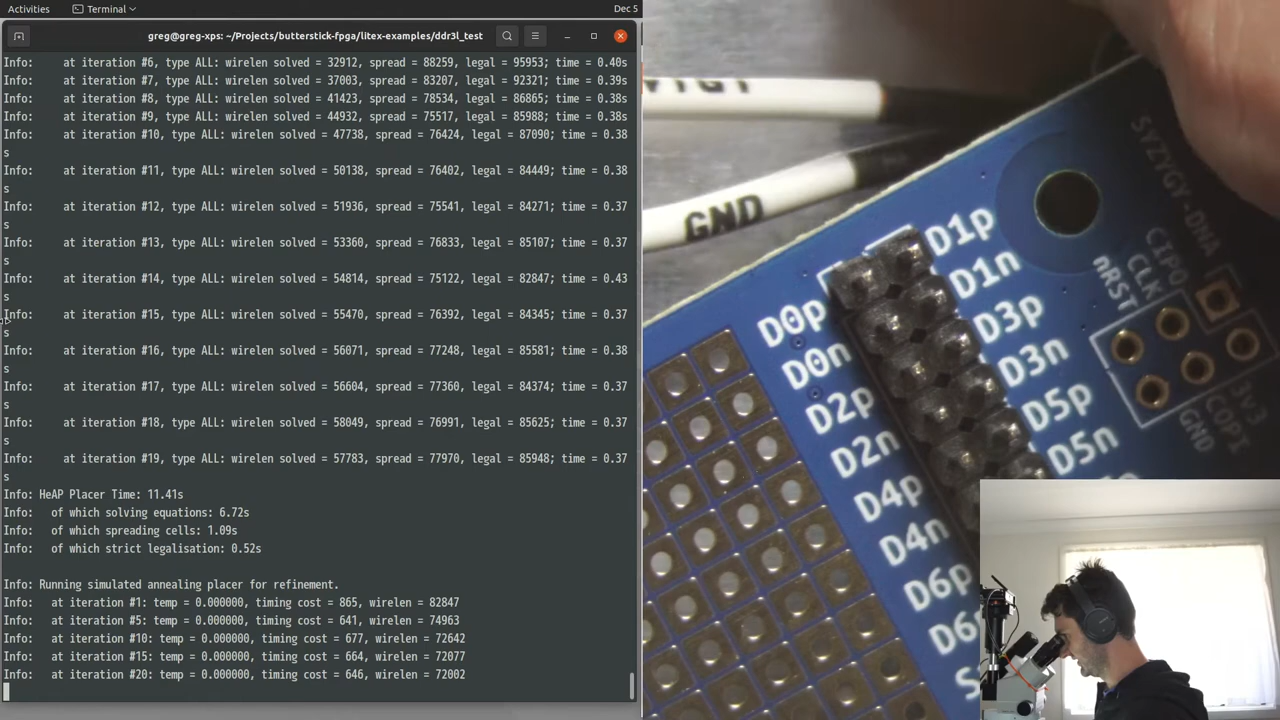 Activities
Terminal
Dec 5
greg@greg-xps: ~/Projects/butterstick-fpga/litex-examples/ddr3l_test
Info:      at iteration #6, type ALL: wirelen solved = 32912, spread = 88259, legal = 95953; time = 0.40s
Info:      at iteration #7, type ALL: wirelen solved = 37003, spread = 83207, legal = 92321; time = 0.39s
Info:      at iteration #8, type ALL: wirelen solved = 41423, spread = 78534, legal = 86865; time = 0.38s
Info:      at iteration #9, type ALL: wirelen solved = 44932, spread = 75517, legal = 85988; time = 0.38s
Info:      at iteration #10, type ALL: wirelen solved = 47738, spread = 76424, legal = 87090; time = 0.38
s
Info:      at iteration #11, type ALL: wirelen solved = 50138, spread = 76402, legal = 84449; time = 0.38
s
Info:      at iteration #12, type ALL: wirelen solved = 51936, spread = 75541, legal = 84271; time = 0.37
s
Info:      at iteration #13, type ALL: wirelen solved = 53360, spread = 76833, legal = 85107; time = 0.37
s
Info:      at iteration #14, type ALL: wirelen solved = 54814, spread = 75122, legal = 82847; time = 0.43
s
Info:      at iteration #15, type ALL: wirelen solved = 55470, spread = 76392, legal = 84345; time = 0.37
s
Info:      at iteration #16, type ALL: wirelen solved = 56071, spread = 77248, legal = 85581; time = 0.38
s
Info:      at iteration #17, type ALL: wirelen solved = 56604, spread = 77360, legal = 84374; time = 0.37
s
Info:      at iteration #18, type ALL: wirelen solved = 58049, spread = 76991, legal = 85625; time = 0.37
s
Info:      at iteration #19, type ALL: wirelen solved = 57783, spread = 77970, legal = 85948; time = 0.37
s
Info: HeAP Placer Time: 11.41s
Info:   of which solving equations: 6.72s
Info:   of which spreading cells: 1.09s
Info:   of which strict legalisation: 0.52s
Info: Running simulated annealing placer for refinement.
Info:   at iteration #1: temp = 0.000000, timing cost = 865, wirelen = 82847
Info:   at iteration #5: temp = 0.000000, timing cost = 641, wirelen = 74963
Info:   at iteration #10: temp = 0.000000, timing cost = 677, wirelen = 72642
Info:   at iteration #15: temp = 0.000000, timing cost = 664, wirelen = 72077
Info:   at iteration #20: temp = 0.000000, timing cost = 646, wirelen = 72002
GND
D0p
D0n
D2p
D2n
D4p
D4n
D6p
D1p
D1n
D3p
D3n
D5p
D5n
SYZYGY-DNA
CIPO
CLK
nRST
3V3
COPI
GND